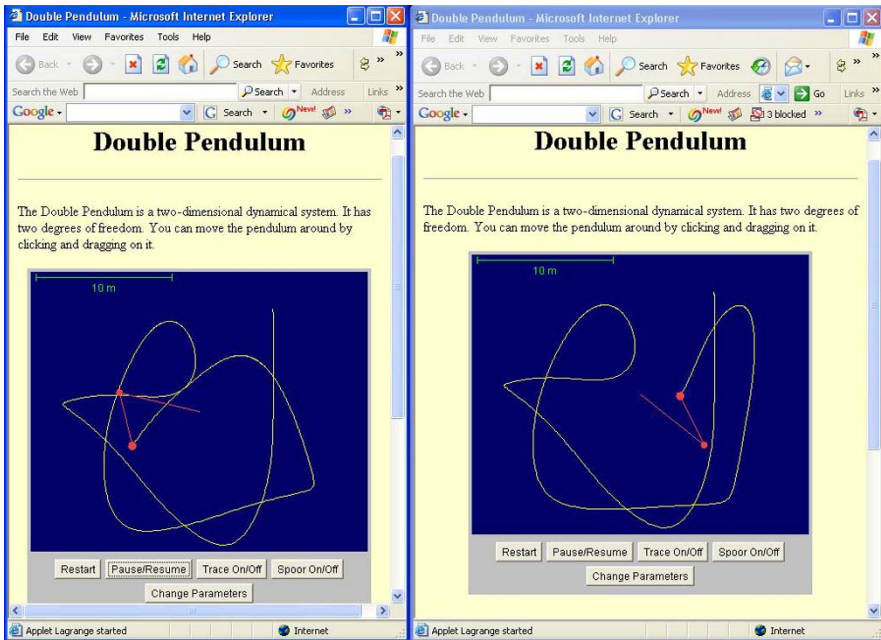 Double Pendulum - Microsoft Internet Explorer
File Edit View Favorites Tools Help
Back Search Favorites »
Search the Web Search Address Links »
Google Search New! »
Double Pendulum
The Double Pendulum is a two-dimensional dynamical system. It has
two degrees of freedom. You can move the pendulum around by
clicking and dragging on it.
10 m
Restart Pause/Resume Trace On/Off Spoor On/Off
Change Parameters
Applet Lagrange started Internet
Double Pendulum - Microsoft Internet Explorer
File Edit View Favorites Tools Help
Back Search Favorites »
Search the Web Search Address Go Links »
Google Search New! 3 blocked »
Double Pendulum
The Double Pendulum is a two-dimensional dynamical system. It has two degrees of
freedom. You can move the pendulum around by clicking and dragging on it.
10 m
Restart Pause/Resume Trace On/Off Spoor On/Off
Change Parameters
Applet Lagrange started Internet